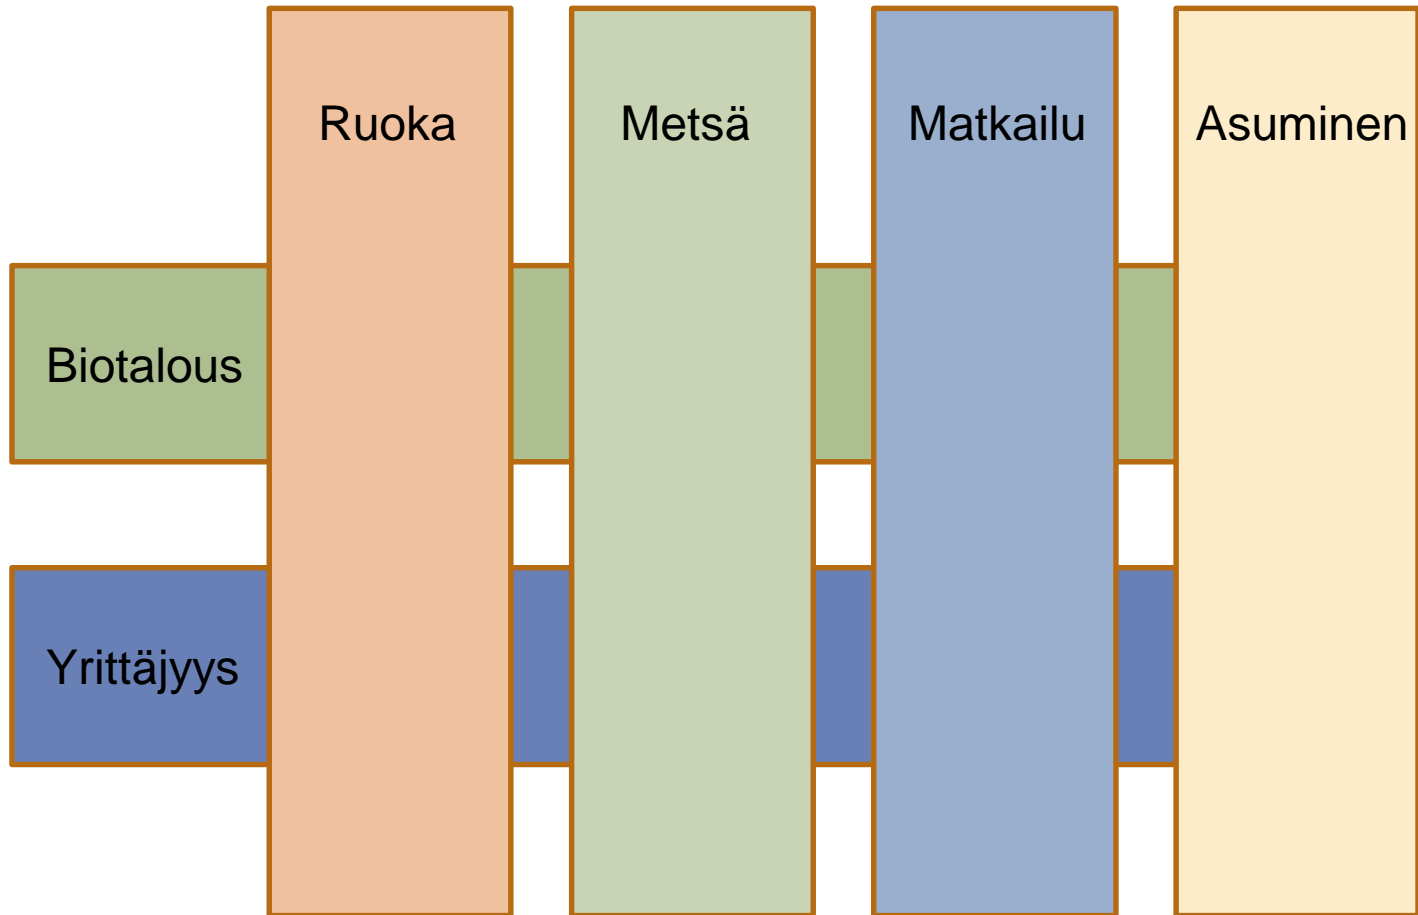 Ruoka
Metsä
Matkailu
Asuminen
Biotalous
Yrittäjyys